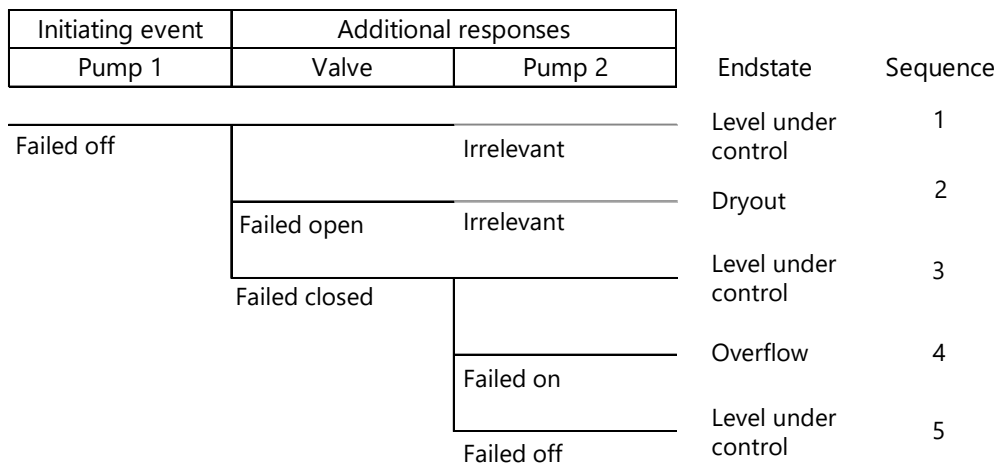 Initiating event Additional responses
Pump 1 Valve Pump 2 Endstate Sequence
Level under 1
control
Failed off Irrelevant
Dryout 2
Failed open Irrelevant
Level under 3
control
Failed closed
Overflow 4
Failed on
Level under 5
control
Failed off